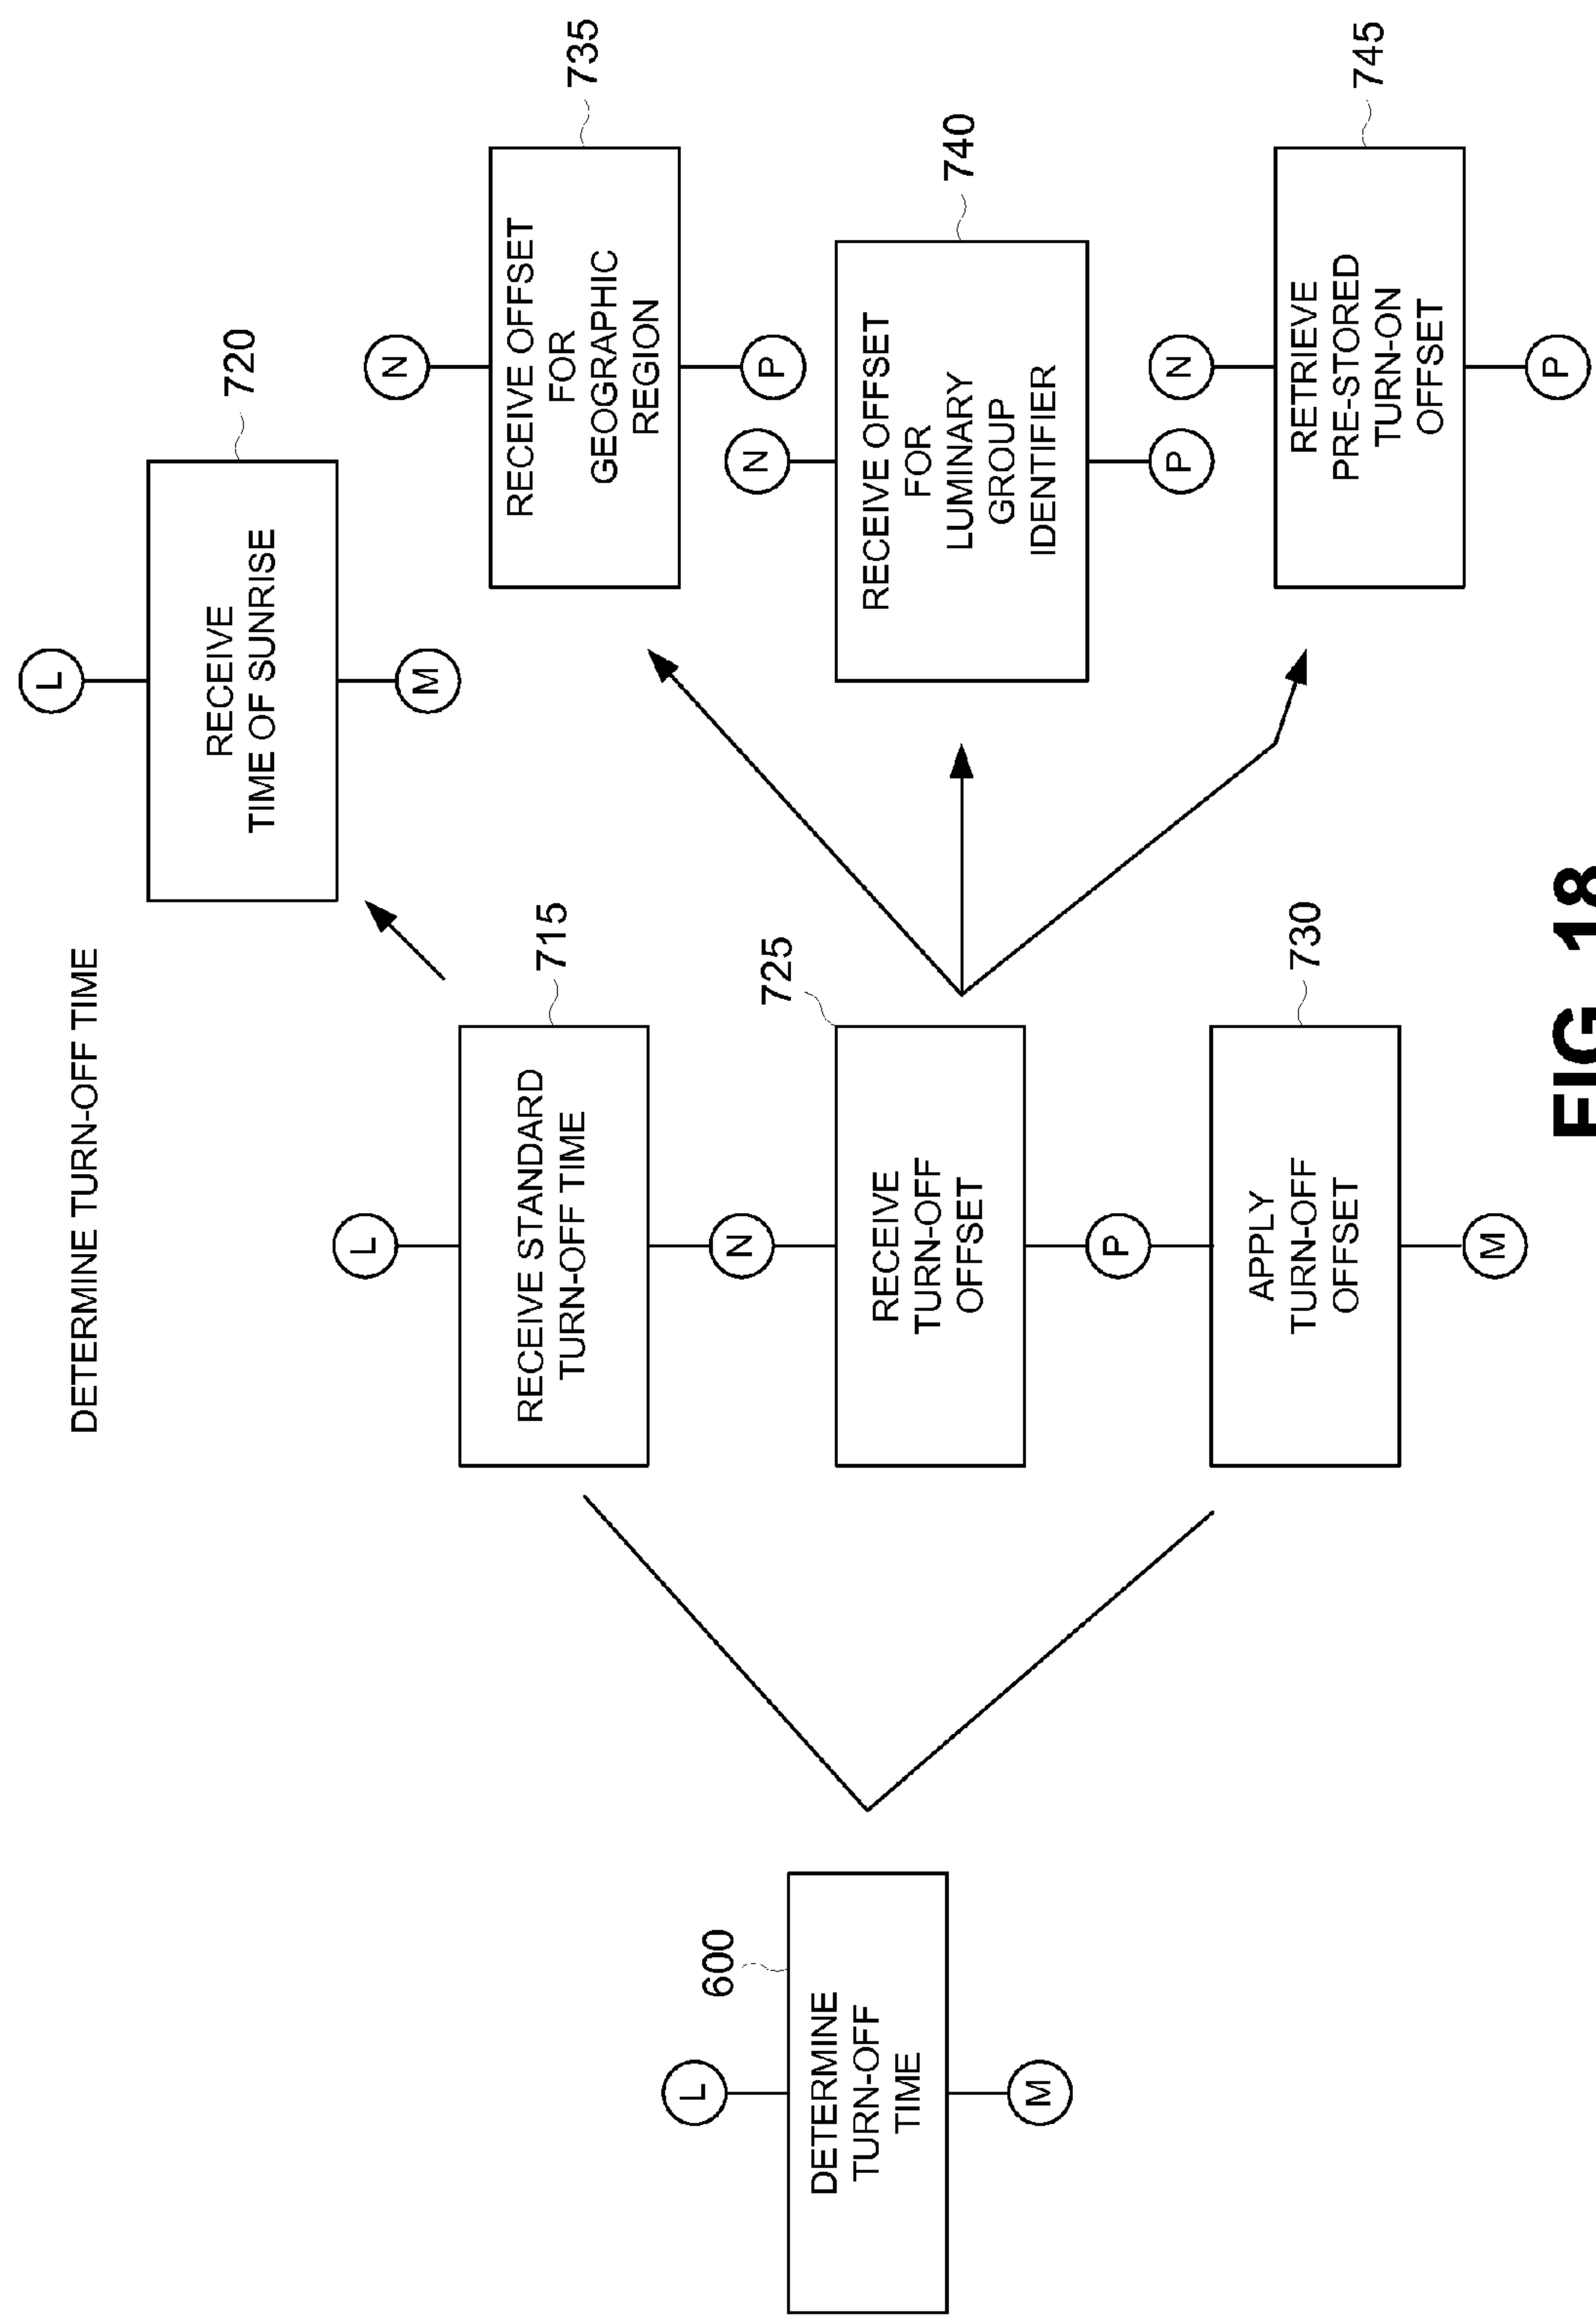 DETERMINE TURN-OFF TIME
L
600
DETERMINE
TURN-OFF
TIME
M
L
715
RECEIVE STANDARD
TURN-OFF TIME
N
725
RECEIVE
TURN-OFF
OFFSET
P
730
APPLY
TURN-OFF
OFFSET
M
L
720
RECEIVE
TIME OF SUNRISE
M
N
735
RECEIVE OFFSET
FOR
GEOGRAPHIC
REGION
P
N
740
RECEIVE OFFSET
FOR
LUMINARY
GROUP
IDENTIFIER
P
N
745
RETRIEVE
PRE-STORED
TURN-ON
OFFSET
P
FIG. 18